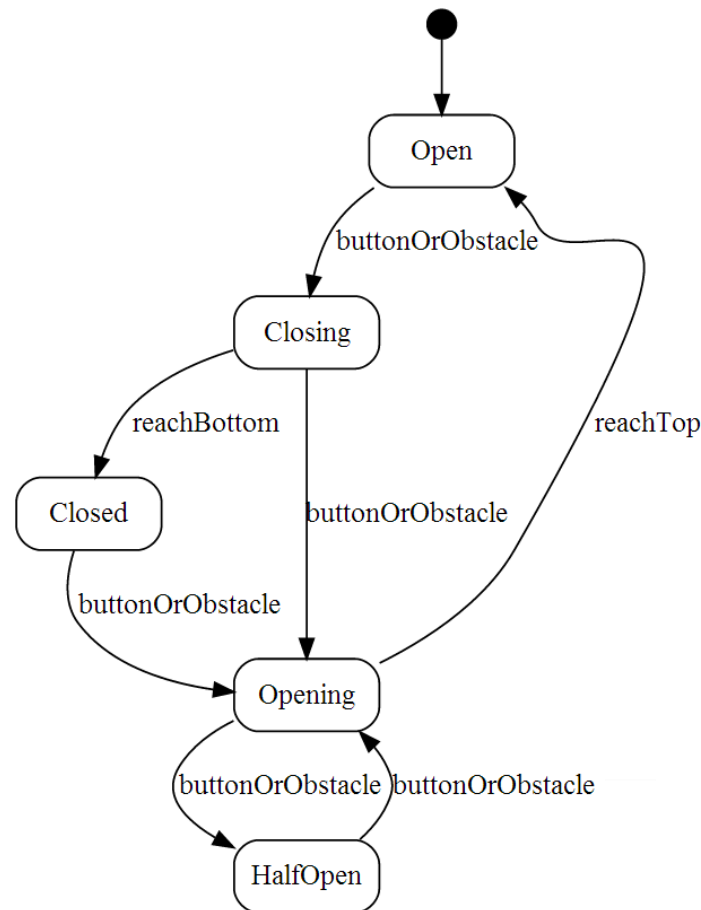 Open
buttonOrObstacle
Closing
reachBottom
reachTop
Closed
buttonOrObstacle
buttonOrObstacle
Opening
buttonOrObstacle
buttonOrObstacle
HalfOpen